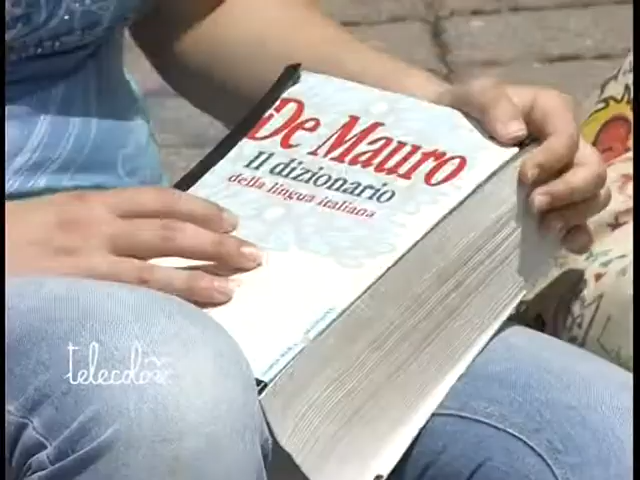 De Mauro
Il dizionario
della lingua italiana
telecolor